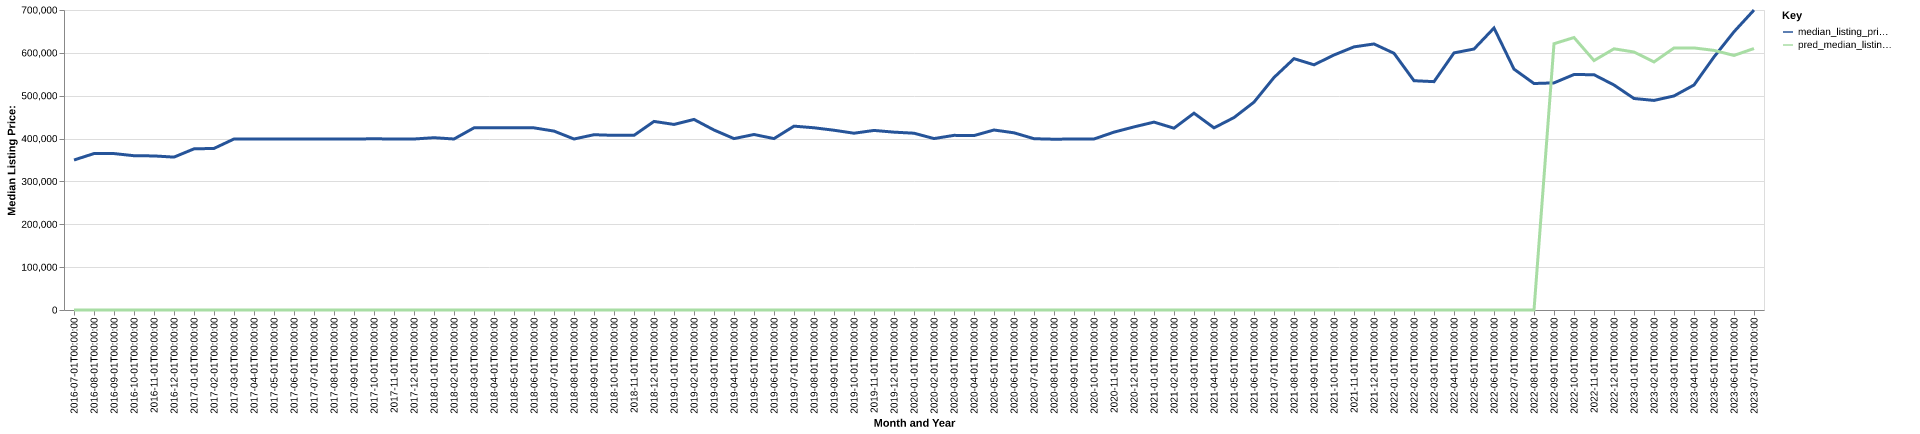 700,000
600,000
500,000
400,000
300,000
200,000
100,000
0
Median Listing Price:
2016-07-01T00:00:00
2016-08-01T00:00:00
2016-09-01T00:00:00
2016-10-01T00:00:00
2016-11-01T00:00:00
2016-12-01T00:00:00
2017-01-01T00:00:00
2017-02-01T00:00:00
2017-03-01T00:00:00
2017-04-01T00:00:00
2017-05-01T00:00:00
2017-06-01T00:00:00
2017-07-01T00:00:00
2017-08-01T00:00:00
2017-09-01T00:00:00
2017-10-01T00:00:00
2017-11-01T00:00:00
2017-12-01T00:00:00
2018-01-01T00:00:00
2018-02-01T00:00:00
2018-03-01T00:00:00
2018-04-01T00:00:00
2018-05-01T00:00:00
2018-06-01T00:00:00
2018-07-01T00:00:00
2018-08-01T00:00:00
2018-09-01T00:00:00
2018-10-01T00:00:00
2018-11-01T00:00:00
2018-12-01T00:00:00
2019-01-01T00:00:00
2019-02-01T00:00:00
2019-03-01T00:00:00
2019-04-01T00:00:00
2019-05-01T00:00:00
2019-06-01T00:00:00
2019-07-01T00:00:00
2019-08-01T00:00:00
2019-09-01T00:00:00
2019-10-01T00:00:00
2019-11-01T00:00:00
2019-12-01T00:00:00
2020-01-01T00:00:00
2020-02-01T00:00:00
2020-03-01T00:00:00
2020-04-01T00:00:00
2020-05-01T00:00:00
2020-06-01T00:00:00
2020-07-01T00:00:00
2020-08-01T00:00:00
2020-09-01T00:00:00
2020-10-01T00:00:00
2020-11-01T00:00:00
2020-12-01T00:00:00
2021-01-01T00:00:00
2021-02-01T00:00:00
2021-03-01T00:00:00
2021-04-01T00:00:00
2021-05-01T00:00:00
2021-06-01T00:00:00
2021-07-01T00:00:00
2021-08-01T00:00:00
2021-09-01T00:00:00
2021-10-01T00:00:00
2021-11-01T00:00:00
2021-12-01T00:00:00
2022-01-01T00:00:00
2022-02-01T00:00:00
2022-03-01T00:00:00
2022-04-01T00:00:00
2022-05-01T00:00:00
2022-06-01T00:00:00
2022-07-01T00:00:00
2022-08-01T00:00:00
2022-09-01T00:00:00
2022-10-01T00:00:00
2022-11-01T00:00:00
2022-12-01T00:00:00
2023-01-01T00:00:00
2023-02-01T00:00:00
2023-03-01T00:00:00
2023-04-01T00:00:00
2023-05-01T00:00:00
2023-06-01T00:00:00
2023-07-01T00:00:00
Month and Year
Key
median_listing_pri…
pred_median_listin…